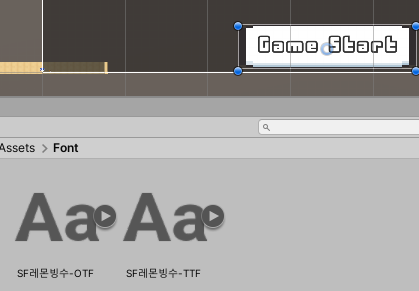 Game Start
Assets > Font
Aa Aa
SF레몬빙수-OTF SF레몬빙수-TTF